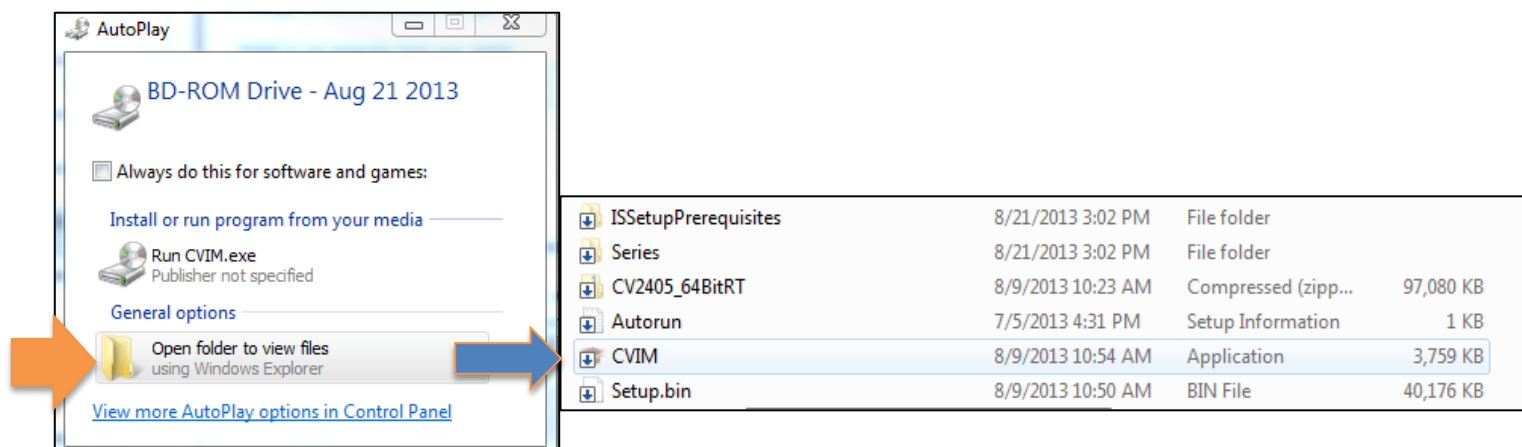 AutoPlay
BD-ROM Drive - Aug 21 2013
Always do this for software and games:
Install or run program from your media
Run CVIM.exe
Publisher not specified
General options
Open folder to view files
using Windows Explorer
View more AutoPlay options in Control Panel
ISSetupPrerequisites 8/21/2013 3:02 PM File folder
Series 8/21/2013 3:02 PM File folder
CV2405_64BitRT 8/9/2013 10:23 AM Compressed (zipp... 97,080 KB
Autorun 7/5/2013 4:31 PM Setup Information 1 KB
CVIM 8/9/2013 10:54 AM Application 3,759 KB
Setup.bin 8/9/2013 10:50 AM BIN File 40,176 KB